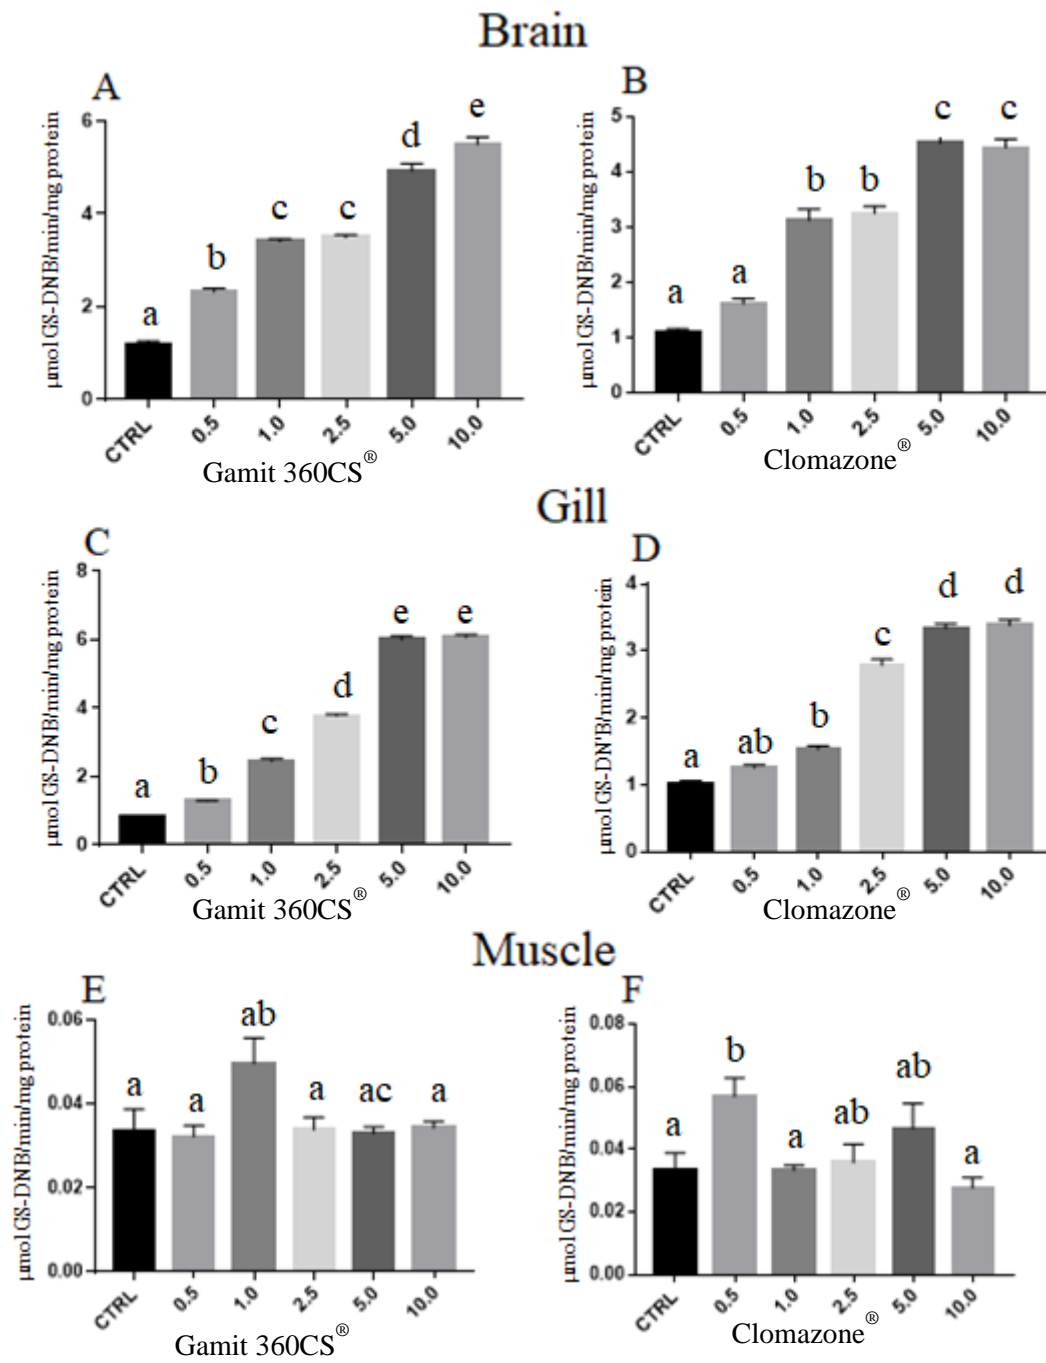 Brain
A
μmol GS-DNB/min/mg protein
6
4
2
0
a
b
c
c
d
e
CTRL
0.5
1.0
2.5
5.0
10.0
Gamit 360CS®
B
μmol GS-DNB/min/mg protein
5
4
3
2
1
0
a
a
b
b
c
c
CTRL
0.5
1.0
2.5
5.0
10.0
Clomazone®
Gill
C
μmol GS-DNB/min/mg protein
8
6
4
2
0
a
b
c
d
e
e
CTRL
0.5
1.0
2.5
5.0
10.0
Gamit 360CS®
D
μmol GS-DN'B/min/mg protein
4
3
2
1
0
a
ab
b
c
d
d
CTRL
0.5
1.0
2.5
5.0
10.0
Clomazone®
Muscle
E
μmol GS-DNB/min/mg protein
0.06
0.04
0.02
0.00
a
a
ab
a
ac
a
CTRL
0.5
1.0
2.5
5.0
10.0
Gamit 360CS®
F
μmol GS-DNB/min/mg protein
0.08
0.06
0.04
0.02
0.00
a
b
a
ab
ab
a
CTRL
0.5
1.0
2.5
5.0
10.0
Clomazone®